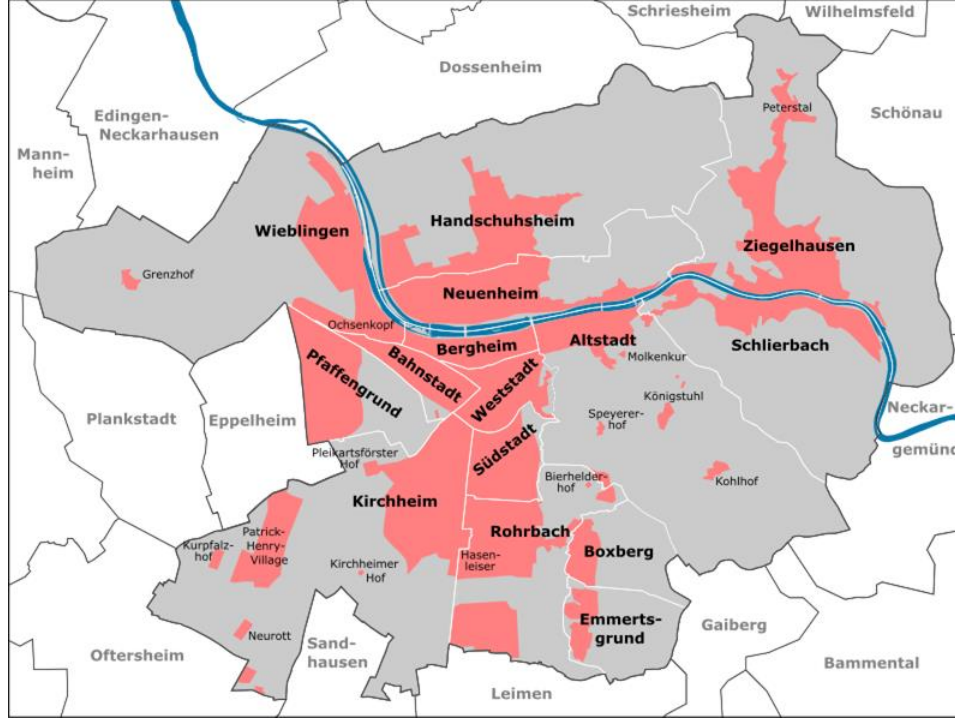 Schriesheim
Wilhelmsfeld
Dossenheim
Peterstal
Schönau
Edingen-
Neckarhausen
Mann-
heim
Handschuhsheim
Wieblingen
Ziegelhausen
Grenzhof
Neuenheim
Ochsenkopf
Bergheim
Altstadt
Schlierbach
Molkenkur
Pfaffengrund
Bahnstadt
Weststadt
Königstuhl
Plankstadt
Eppelheim
Speyerer-
hof
Neckar-
gemünd
Südstadt
Pleikartsförster
Hof
Bierhelder-
hof
Kohlhof
Kirchheim
Rohrbach
Patrick-
Henry-
Village
Kurpfalz-
hof
Kirchheimer
Hof
Hasen-
leiser
Boxberg
Emmerts-
grund
Neurott
Sand-
hausen
Gaiberg
Oftersheim
Bammental
Leimen